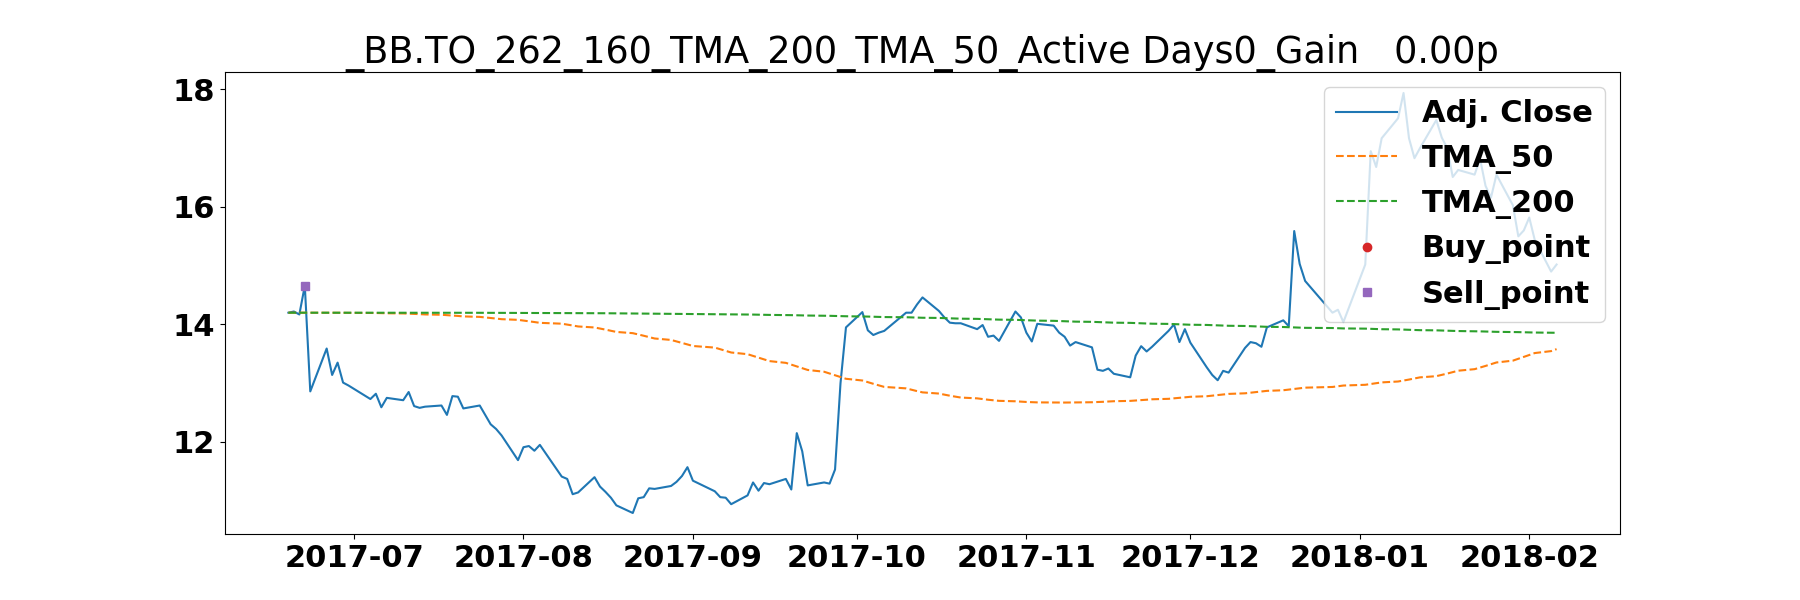 _BB.TO_262_160_TMA_200_TMA_50_Active Days0_Gain   0.00p
18
16
14
12
Adj. Close
TMA_50
TMA_200
Buy_point
Sell_point
2017-07 2017-08 2017-09 2017-10 2017-11 2017-12 2018-01 2018-02